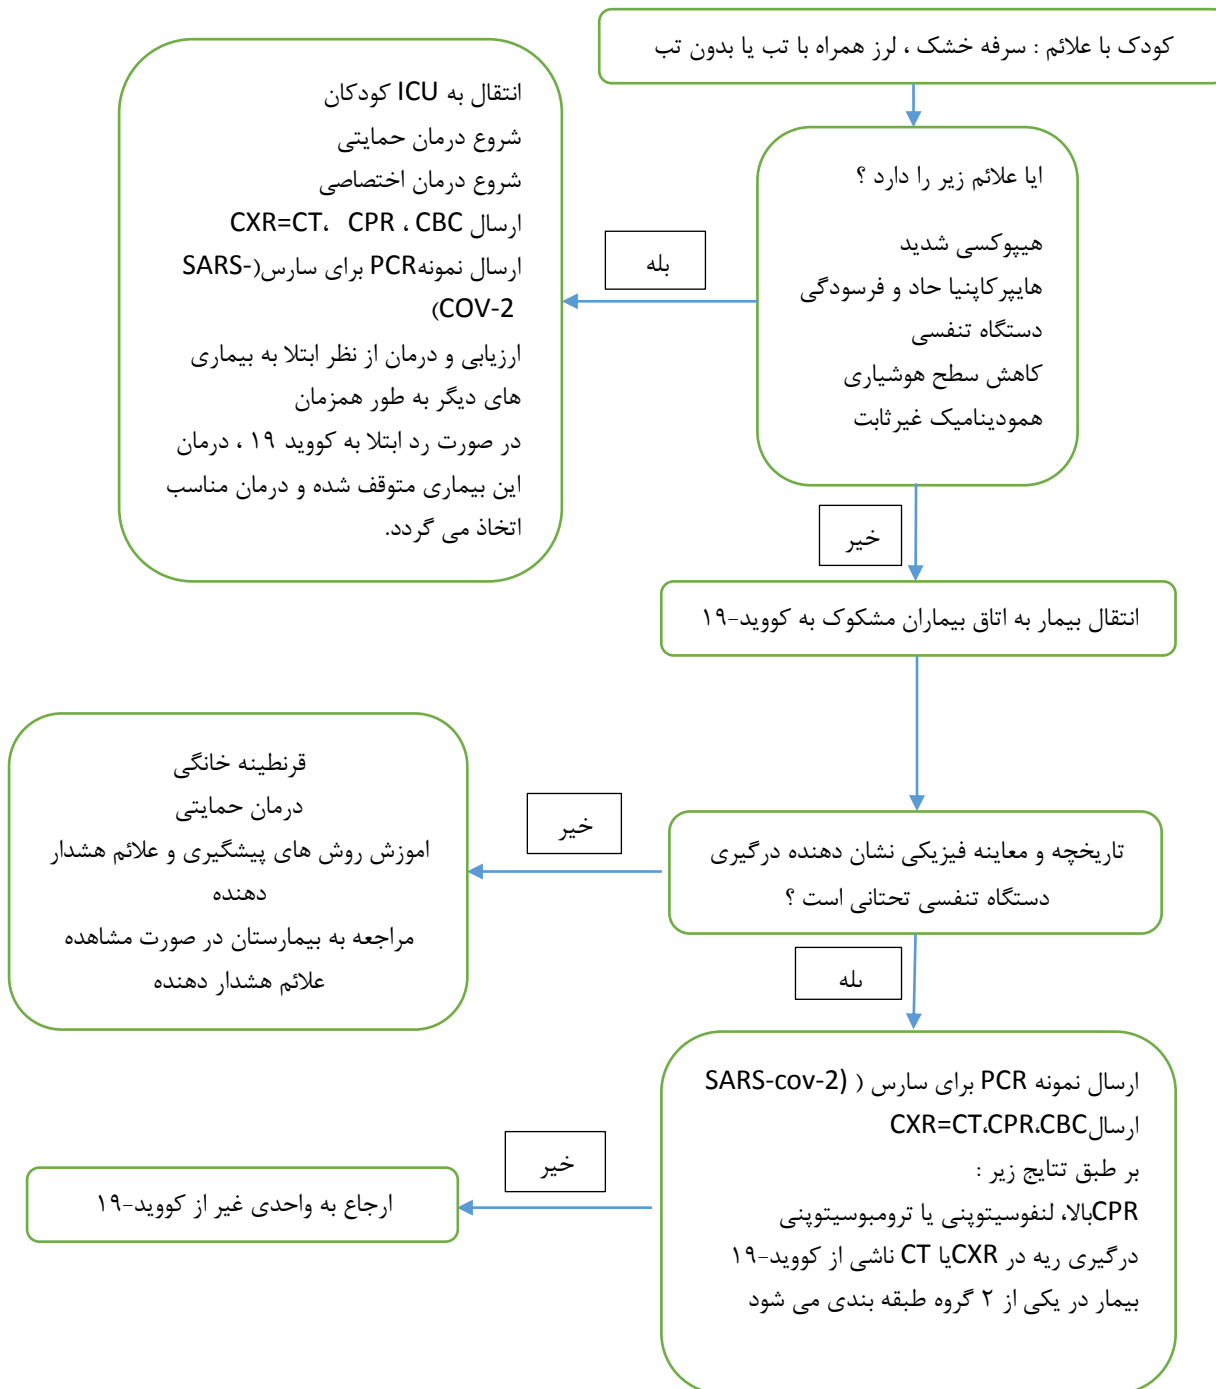 کودک با علائم : سرفه خشک ، لرز همراه با تب یا بدون تب
ایا علائم زیر را دارد ؟
هیپوکسی شدید
هایپرکاپنیا حاد و فرسودگی
دستگاه تنفسی
کاهش سطح هوشیاری
همودینامیک غیرثابت
بله
انتقال به ICU کودکان
شروع درمان حمایتی
شروع درمان اختصاصی
ارسال CXR=CT، CPR ، CBC
ارسال نمونهPCR برای سارس(SARS-
COV-2)
ارزیابی و درمان از نظر ابتلا به بیماری
های دیگر به طور همزمان
در صورت رد ابتلا به کووید ۱۹ ، درمان
این بیماری متوقف شده و درمان مناسب
اتخاذ می گردد.
خیر
انتقال بیمار به اتاق بیماران مشکوک به کووید-۱۹
تاریخچه و معاینه فیزیکی نشان دهنده درگیری
دستگاه تنفسی تحتانی است ؟
خیر
قرنطینه خانگی
درمان حمایتی
اموزش روش های پیشگیری و علائم هشدار
دهنده
مراجعه به بیمارستان در صورت مشاهده
علائم هشدار دهنده
بله
ارسال نمونه PCR برای سارس ( (SARS-cov-2
ارسالCXR=CT،CPR،CBC
بر طبق تتایج زیر :
CPRبالا، لنفوسیتوپنی یا ترومبوسیتوپنی
درگیری ریه در CXRیا CT ناشی از کووید-۱۹
بیمار در یکی از ۲ گروه طبقه بندی می شود
خیر
ارجاع به واحدی غیر از کووید-۱۹